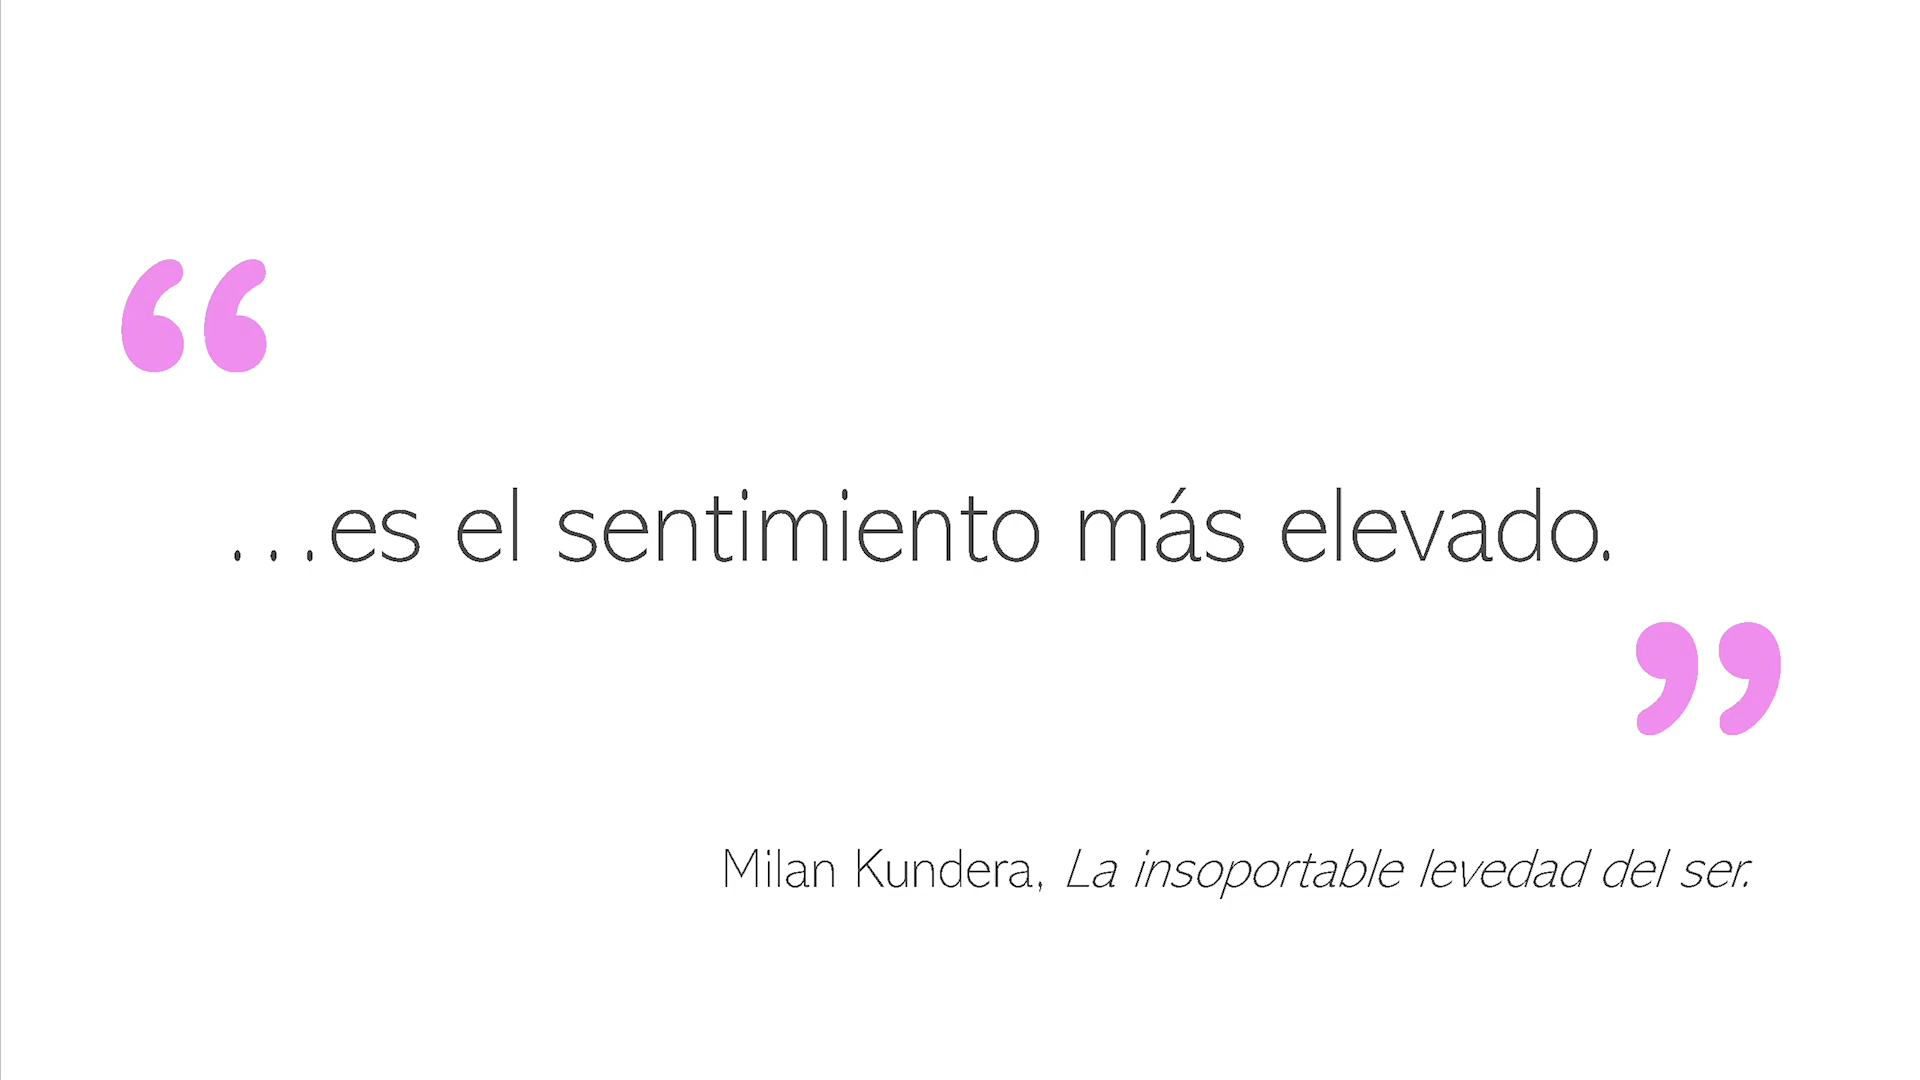 “
…es el sentimiento más elevado.
”
Milan Kundera, La insoportable levedad del ser.